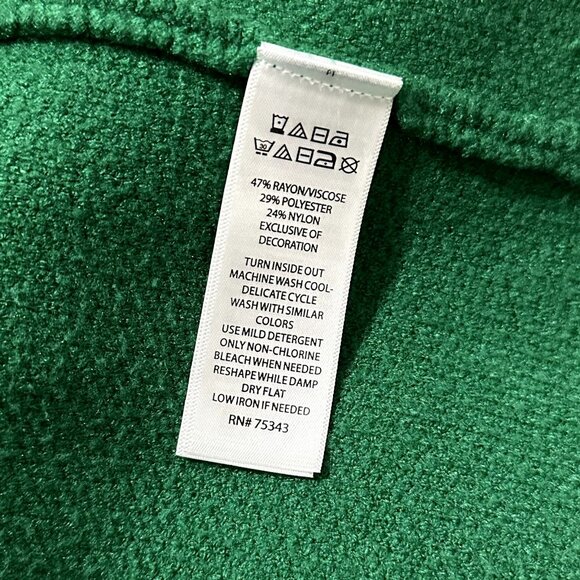 30
47% RAYON/VISCOSE
29% POLYESTER
24% NYLON
EXCLUSIVE OF
DECORATION
TURN INSIDE OUT
MACHINE WASH COOL-
DELICATE CYCLE
WASH WITH SIMILAR
COLORS
USE MILD DETERGENT
ONLY NON-CHLORINE
BLEACH WHEN NEEDED
RESHAPE WHILE DAMP
DRY FLAT
LOW IRON IF NEEDED
RN# 75343